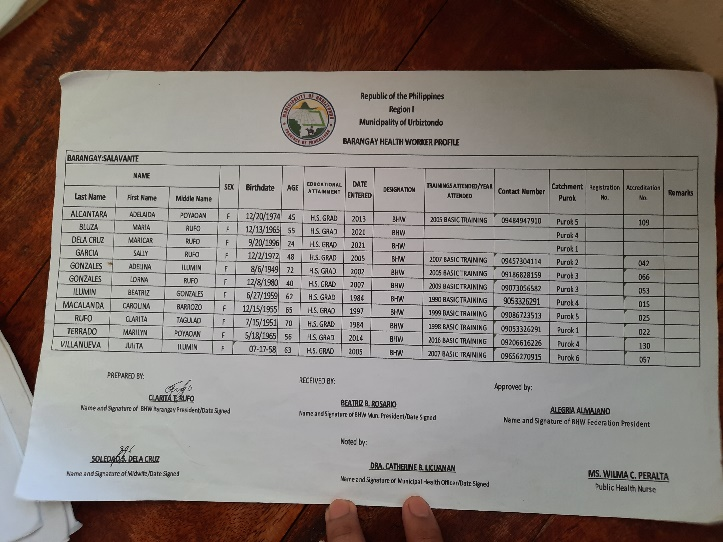 Republic of the Philippines
Region I
Municipality of Urbiztondo
BARANGAY HEALTH WORKER PROFILE
BARANGAY:SALAVANTE
NAME SEX Birthdate AGE EDUCATIONAL ATTAINMENT DATE ENTERED DESIGNATION TRAININGS ATTENDED/YEAR ATTENDED Contact Number Catchment Purok Registration No. Accreditation No. Remarks
Last Name First Name Middle Name
ALCANTARA ADELAIDA POYAOAN F 12/20/1974 45 H.S. GRAD 2013 BHW 2005 BASIC TRAINING 09484947910 Purok 5 109
BLUZA MARIA RUFO F 12/13/1965 55 H.S. GRAD 2021 BHW Purok 4
DELA CRUZ MARICAR RUFO F 9/20/1996 24 H.S. GRAD 2021 BHW Purok 1
GARCIA SALLY RUFO F 12/2/1972 48 H.S. GRAD 2005 BHW 2007 BASIC TRAINING 09457304114 Purok 2 042
GONZALES ADELINA ILUMIN F 8/6/1949 72 H.S. GRAD 2002 BHW 2005 BASIC TRAINING 09186828159 Purok 3 066
GONZALES LORNA RUFO F 12/8/1980 40 H.S. GRAD 2007 BHW 2009 BASIC TRAINING 09073056582 Purok 3 053
ILUMIN BEATRIZ GONZALES F 6/27/1959 62 H.S. GRAD 1984 BHW 1990 BASIC TRAINING 9053326291 Purok 4 015
MACALANDA CAROLINA BARROZO F 12/15/1955 65 H.S. GRAD 1997 BHW 1999 BASIC TRAINING 09086723513 Purok 5 025
RUFO CLARITA TAGULAO F 7/15/1951 70 H.S. GRAD 1984 BHW 1998 BASIC TRAINING 09053326291 Purok 1 022
TERRADO MARILYN POYAOAN F 5/18/1965 56 H.S. GRAD 2014 BHW 2016 BASIC TRAINING 09206616226 Purok 4 130
VILLANUEVA JULITA ILUMIN F 07-17-58 63 H.S. GRAD 2005 BHW 2007 BASIC TRAINING 09656270915 Purok 6 057
PREPARED BY: RECEIVED BY: Approved by:
CLARITA T. RUFO BEATRIZ B. ROSARIO ALEGRIA ALMAJANO
Name and Signature of BHW Barangay President/Date Signed Name and Signature of BHW Mun. President/Date Signed Name and Signature of BHW Federation President
Noted by:
SOLEDAD S. DELA CRUZ DRA. CATHERINE B. LICUANAN MS. WILMA C. PERALTA
Name and Signature of Midwife/Date Signed Name and Signature of Municipal Health Officer/Date Signed Public Health Nurse